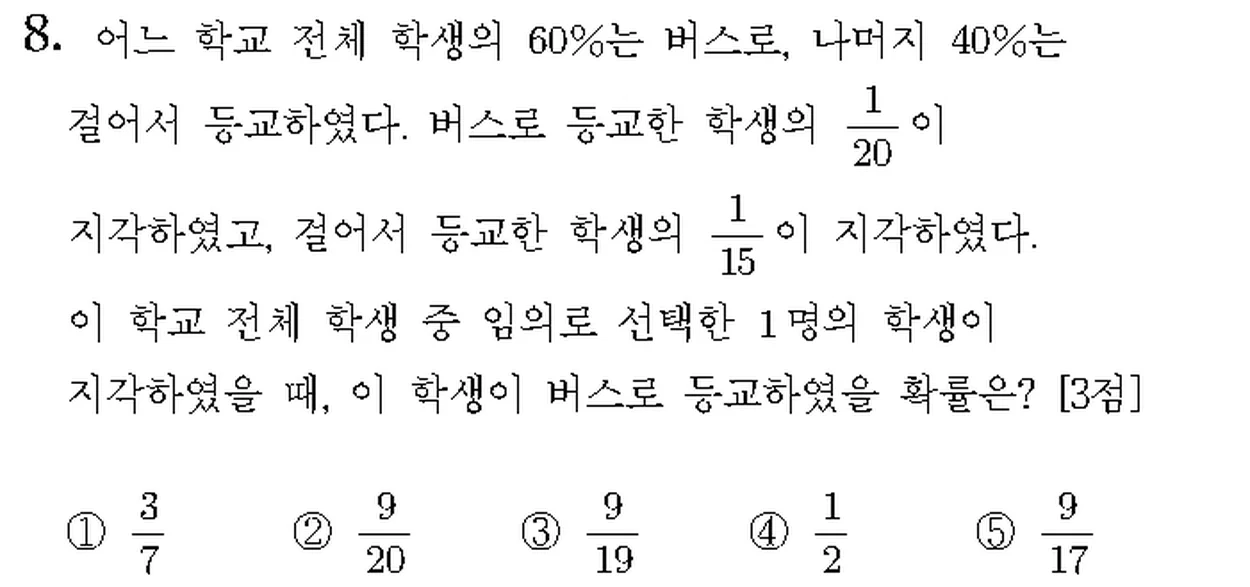 8. 어느 학교 전체 학생의 60%는 버스로, 나머지 40%는
걸어서 등교하였다. 버스로 등교한 학생의 1/20 이
지각하였고, 걸어서 등교한 학생의 1/15 이 지각하였다.
이 학교 전체 학생 중 임의로 선택한 1명의 학생이
지각하였을 때, 이 학생이 버스로 등교하였을 확률은? [3점]
① 3/7 ② 9/20 ③ 9/19 ④ 1/2 ⑤ 9/17